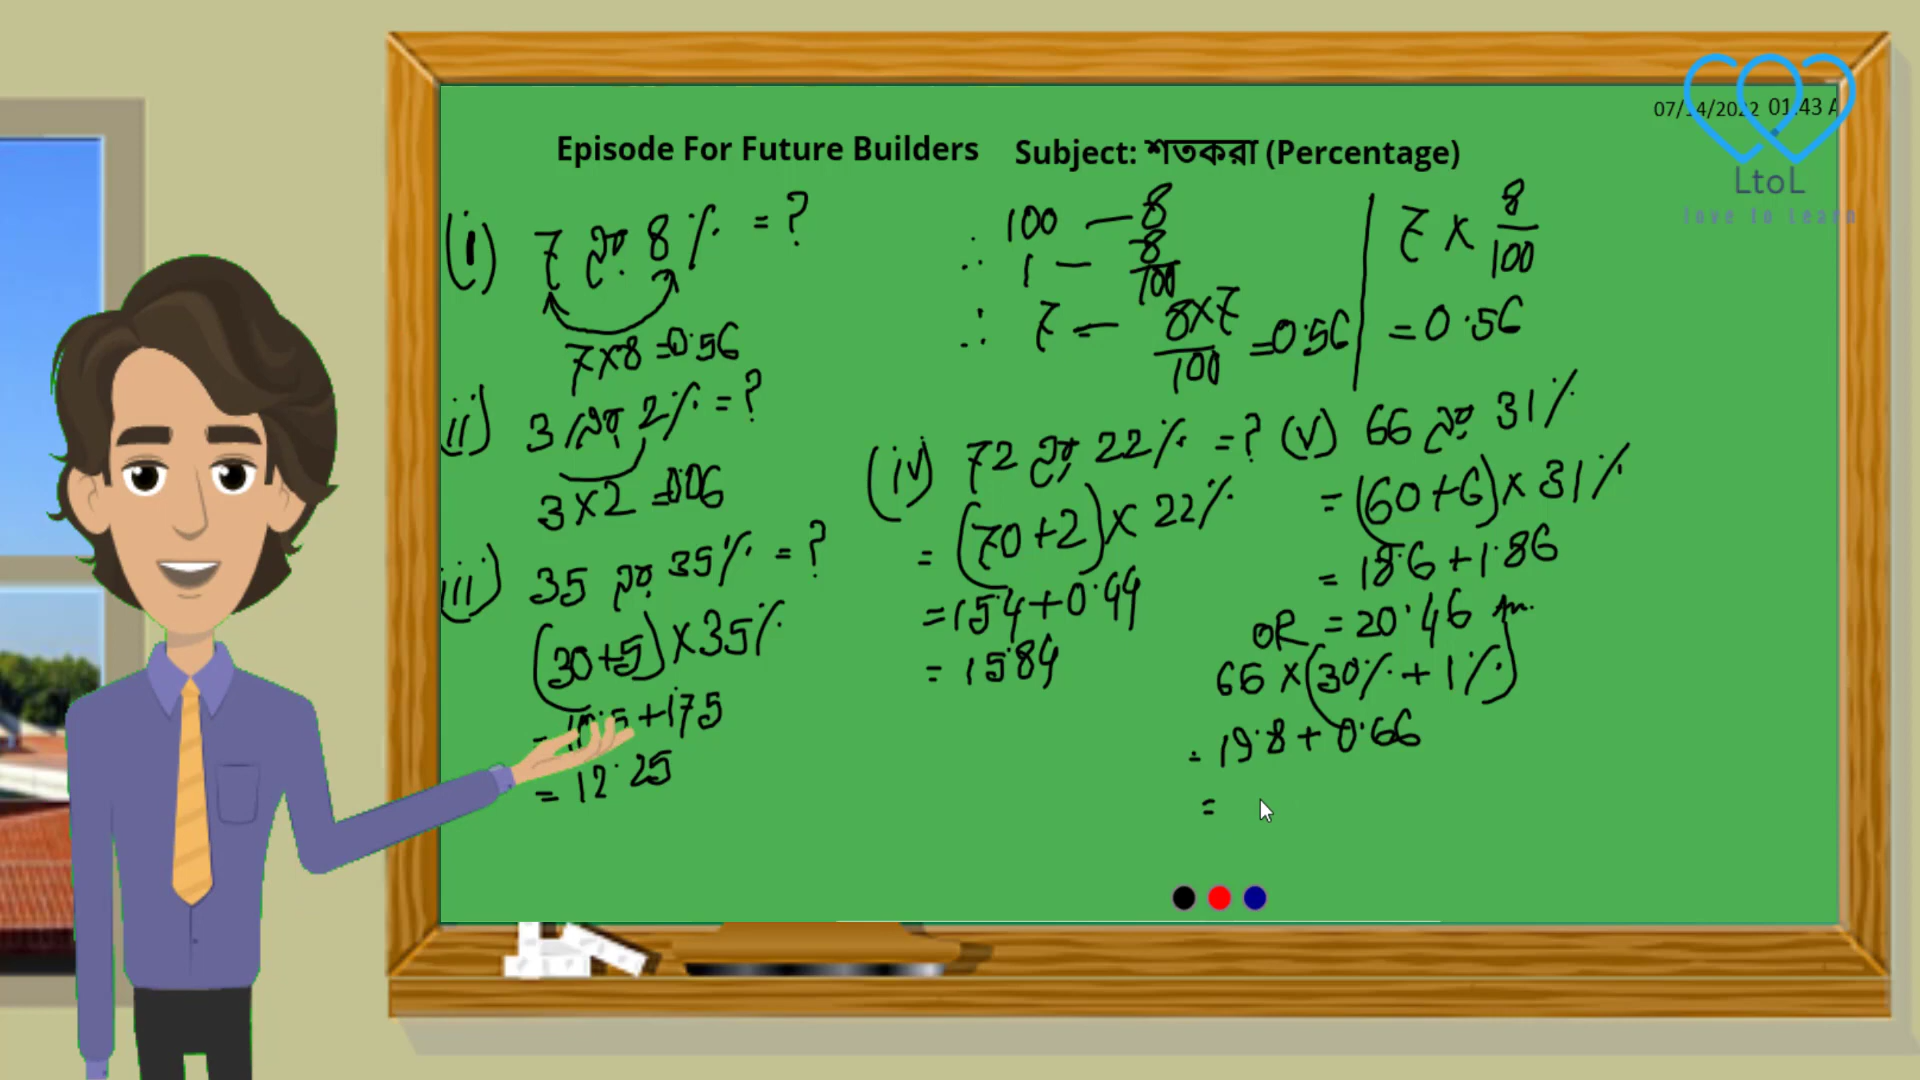 07/14/2022 01:43 A
LtoL
love to learn
Episode For Future Builders Subject: শতকরা (Percentage)
(i) 7 এর 8% = ?
7×8 =0.56
100 — 8
∴ 1 — 8/100
∴ 7 — 8×7/100 =0.56
7 × 8/100
= 0.56
ii) 3 এর 2% = ?
3×2 =0.06
iii) 35 এর 35% = ?
(30+5)×35%
= 10.5+1.75
= 12.25
(iv) 72 এর 22% = ?
= (70+2)×22%
=15.4+0.44
= 15.84
(v) 66 এর 31%
= (60+6)×31%
= 18.6+1.86
= 20.46 An.
OR
66×(30%+1%)
= 19.8+0.66
=